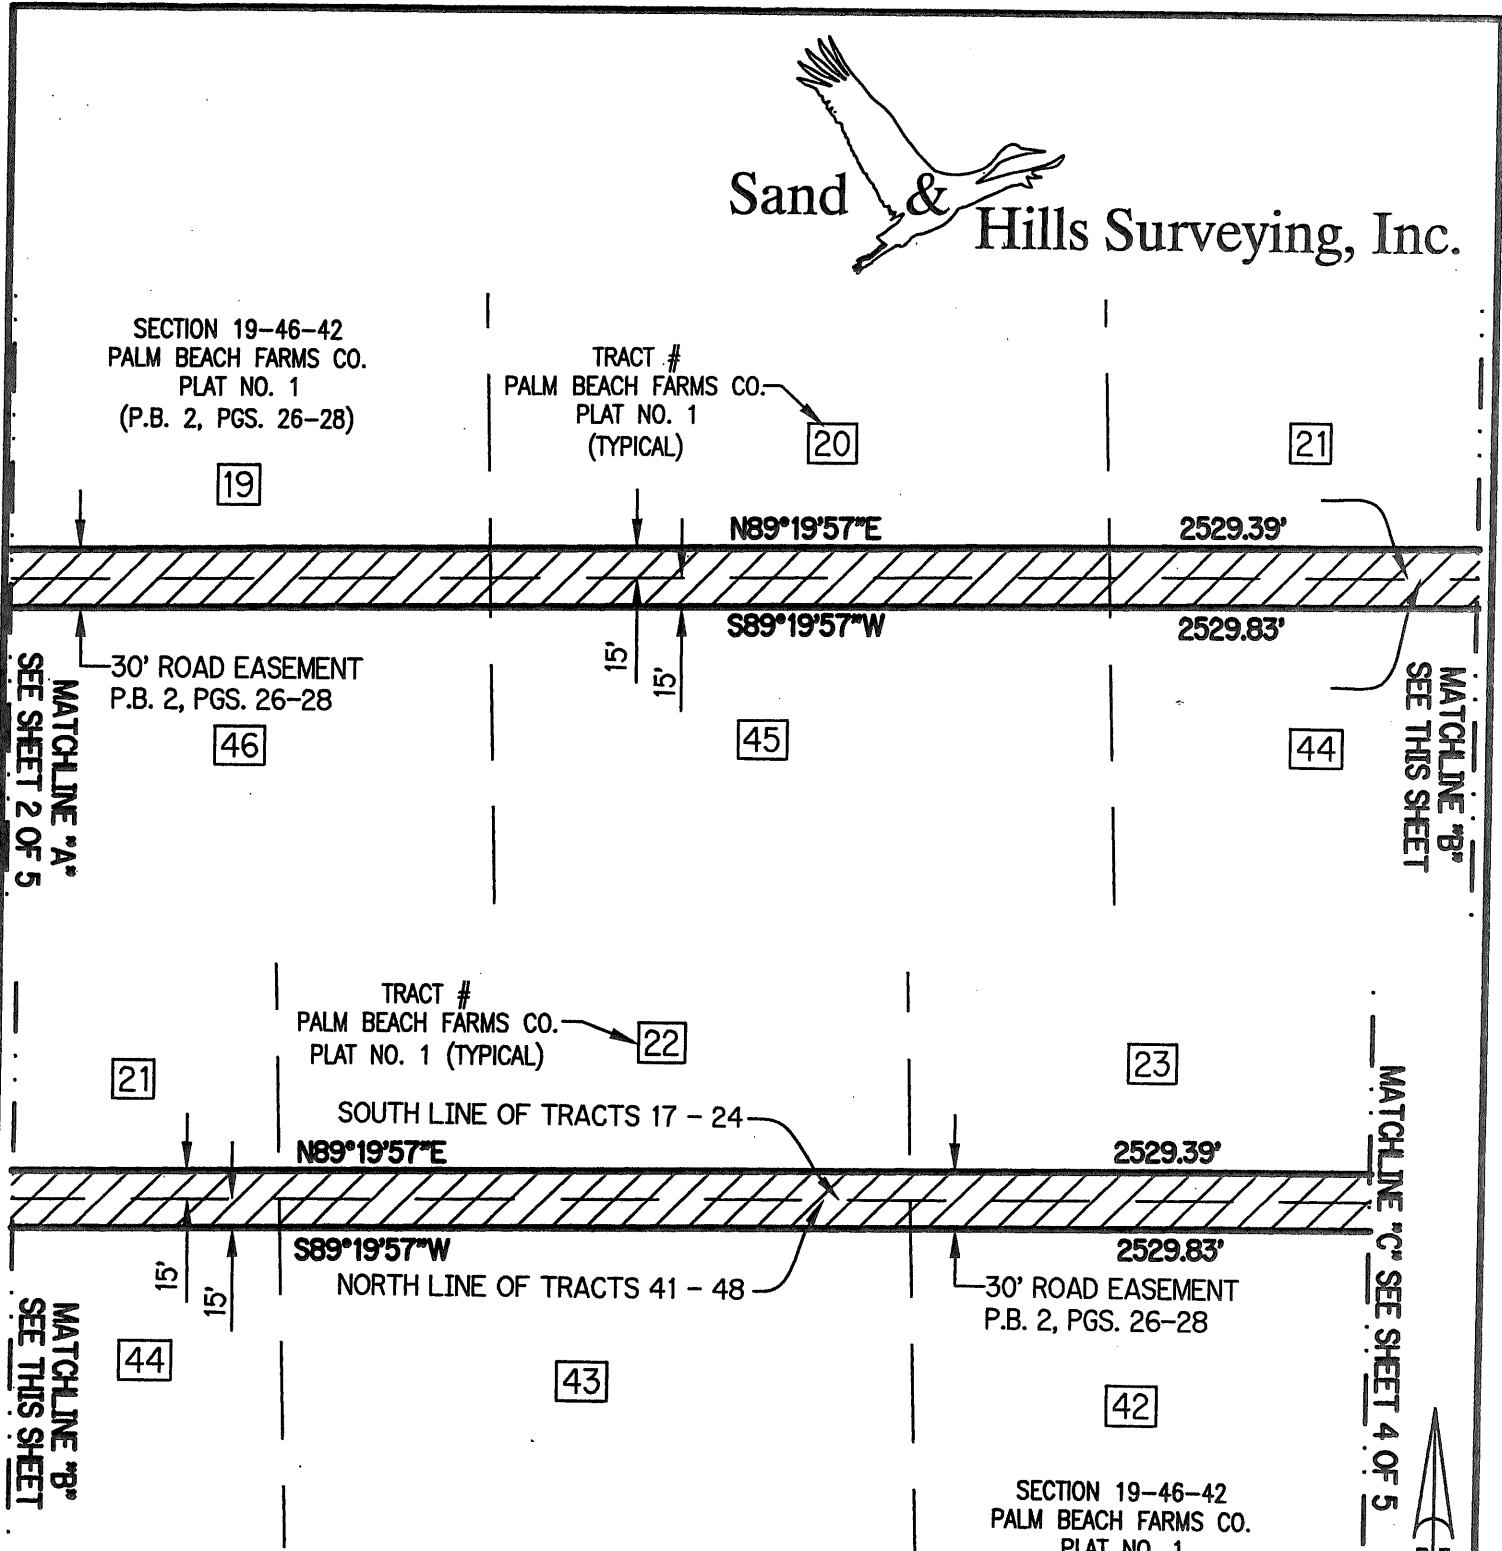 Sand &
Hills Surveying, Inc.
SECTION 19-46-42
PALM BEACH FARMS CO.
PLAT NO. 1
(P.B. 2, PGS. 26-28)
19
TRACT #
PALM BEACH FARMS CO.
PLAT NO. 1
(TYPICAL)
20
21
N89°19'57"E
2529.39'
S89°19'57"W
2529.83'
15'
15'
30' ROAD EASEMENT
P.B. 2, PGS. 26-28
46
45
44
MATCHLINE "A"
SEE SHEET 2 OF 5
MATCHLINE "B"
SEE THIS SHEET
TRACT #
PALM BEACH FARMS CO.
PLAT NO. 1 (TYPICAL)
22
21
23
SOUTH LINE OF TRACTS 17 - 24
N89°19'57"E
2529.39'
S89°19'57"W
2529.83'
15'
15'
NORTH LINE OF TRACTS 41 - 48
30' ROAD EASEMENT
P.B. 2, PGS. 26-28
44
43
42
MATCHLINE "B"
SEE THIS SHEET
MATCHLINE "C" SEE SHEET 4 OF 5
SECTION 19-46-42
PALM BEACH FARMS CO.
PLAT NO. 1